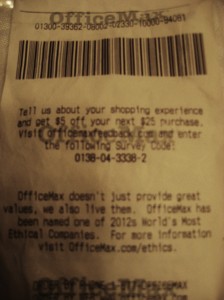 OfficeMax
Tell us about your shopping experience
and get $5 off your next $25 purchase.
Visit officemaxfeedback.com and enter
the following Survey Code:
0138-04-3338-2
OfficeMax doesn't just provide great
values, we also live them. OfficeMax has
been named one of 2012s World's Most
Ethical Companies. For more information
visit OfficeMax.com/ethics.
OfficeMax